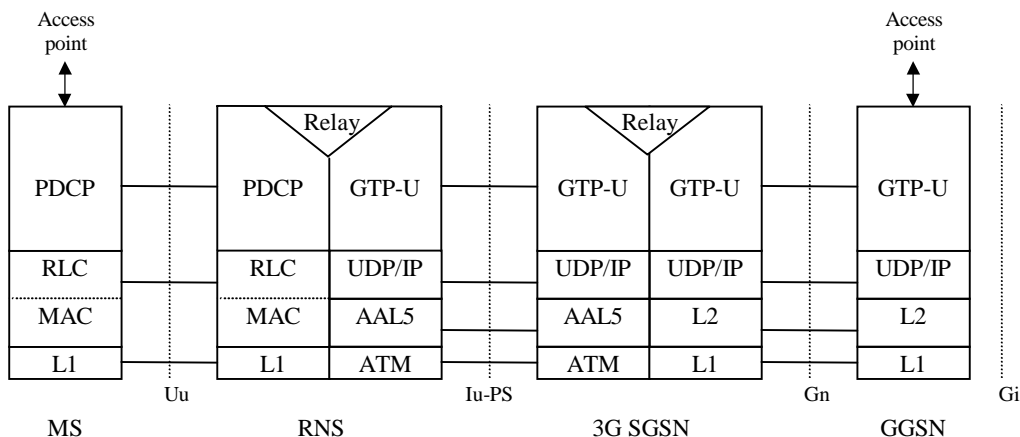 Access
point
Access
point
Relay
Relay
PDCP
PDCP
GTP-U
GTP-U
GTP-U
GTP-U
RLC
RLC
UDP/IP
UDP/IP
UDP/IP
UDP/IP
MAC
MAC
AAL5
AAL5
L2
L2
L1
L1
ATM
ATM
L1
L1
Uu
Iu-PS
Gn
Gi
MS
RNS
3G SGSN
GGSN